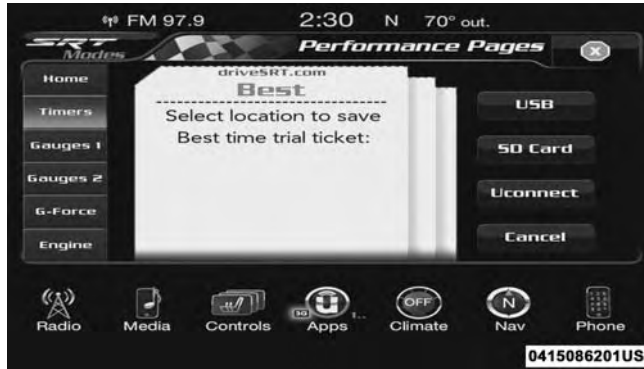 FM 97.9 2:30 N 70° out.
SRT Modes Performance Pages
Home
Timers
Gauges 1
Gauges 2
G-Force
Engine
driveSRT.com
Best
Select location to save
Best time trial ticket:
USB
SD Card
Uconnect
Cancel
OFF N
3G 1..
Radio Media Controls Apps Climate Nav Phone
0415086201US